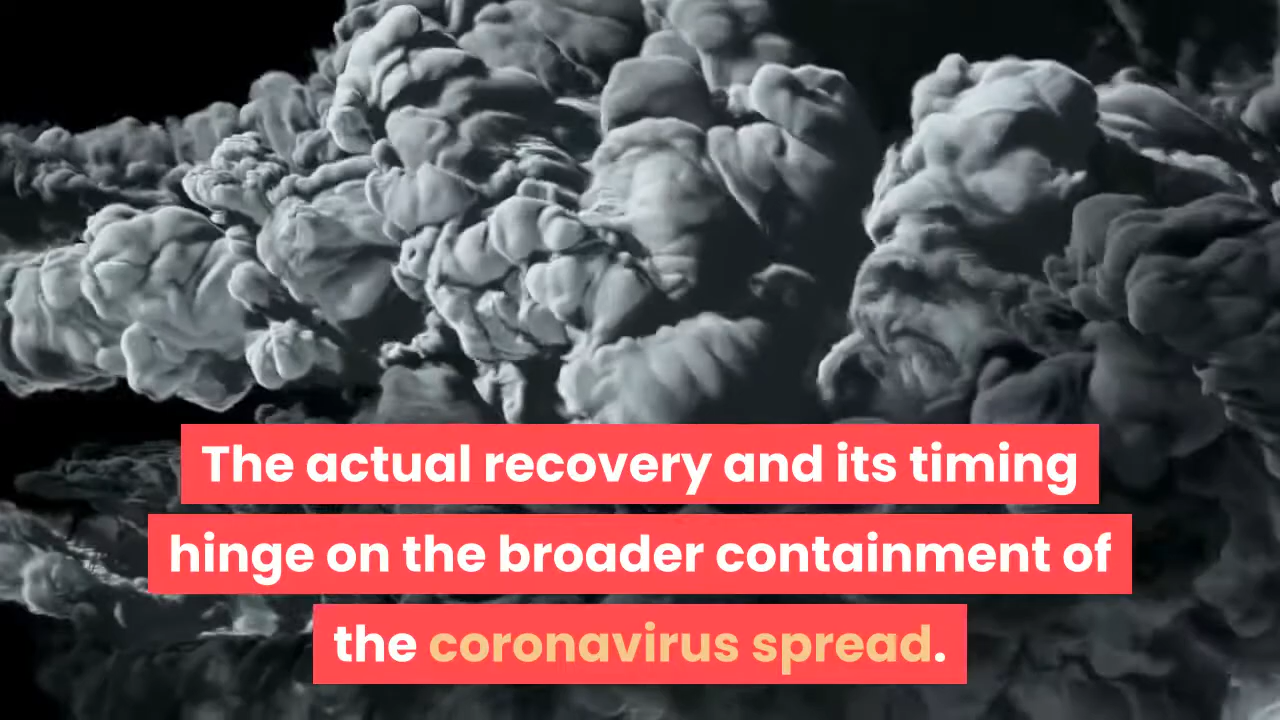 The actual recovery and its timing
hinge on the broader containment of
the coronavirus spread.